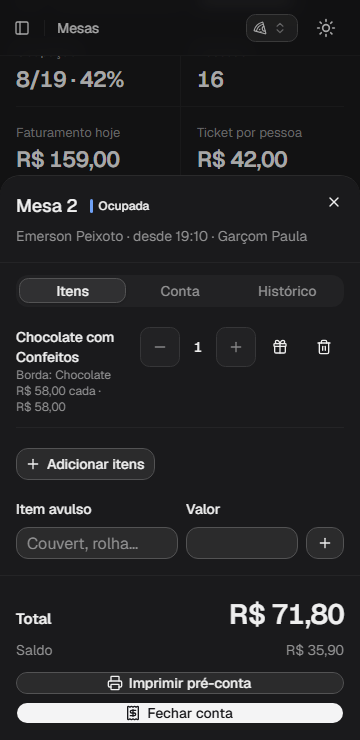 Mesas
8/19 · 42%
16
Faturamento hoje
Ticket por pessoa
R$ 159,00
R$ 42,00
Mesa 2
Ocupada
Emerson Peixoto · desde 19:10 · Garçom Paula
Itens
Conta
Histórico
Chocolate com
Confeitos
Borda: Chocolate
R$ 58,00 cada ·
R$ 58,00
1
Adicionar itens
Item avulso
Valor
Couvert, rolha...
Total
R$ 71,80
Saldo
R$ 35,90
Imprimir pré-conta
Fechar conta